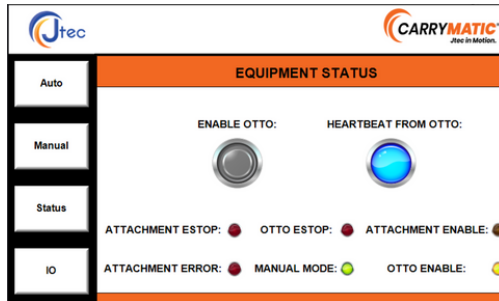 Jtec
CARRYMATIC
Jtec in Motion.
Auto
Manual
Status
IO
EQUIPMENT STATUS
ENABLE OTTO:
HEARTBEAT FROM OTTO:
ATTACHMENT ESTOP:
OTTO ESTOP:
ATTACHMENT ENABLE:
ATTACHMENT ERROR:
MANUAL MODE:
OTTO ENABLE: